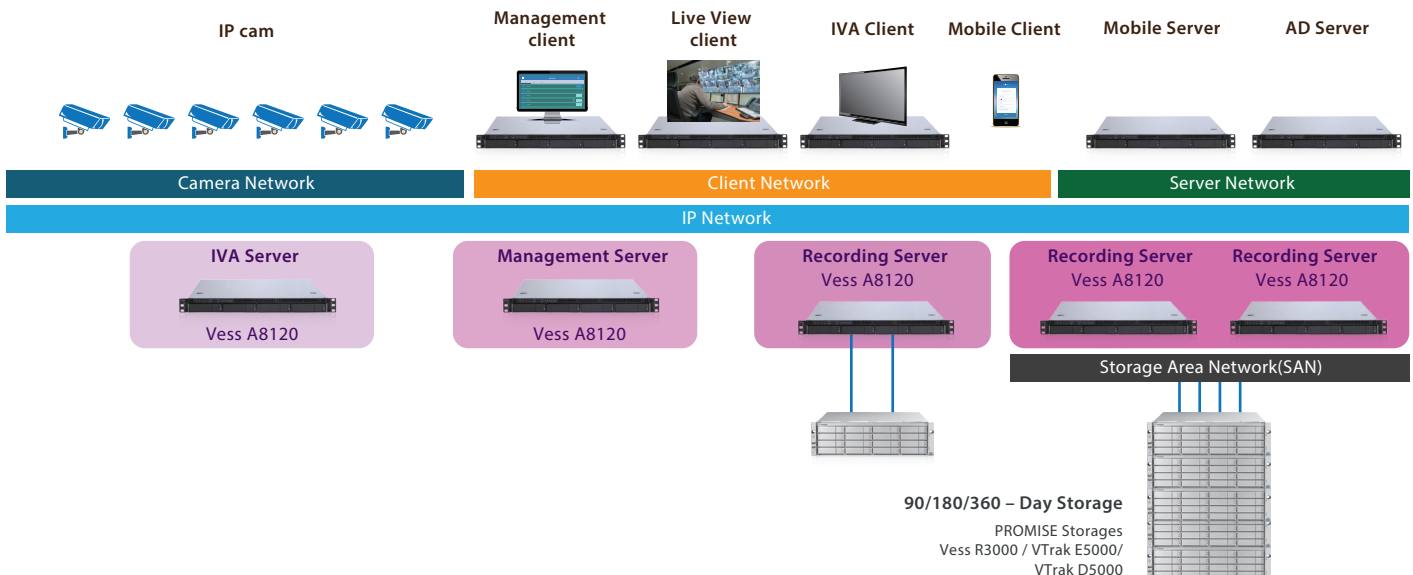 IP cam
Management
client
Live View
client
IVA Client
Mobile Client
Mobile Server
AD Server
Camera Network
Client Network
Server Network
IP Network
IVA Server
Vess A8120
Management Server
Vess A8120
Recording Server
Vess A8120
Recording Server
Vess A8120
Recording Server
Vess A8120
Storage Area Network(SAN)
90/180/360 – Day Storage
PROMISE Storages
Vess R3000 / VTrak E5000/
VTrak D5000